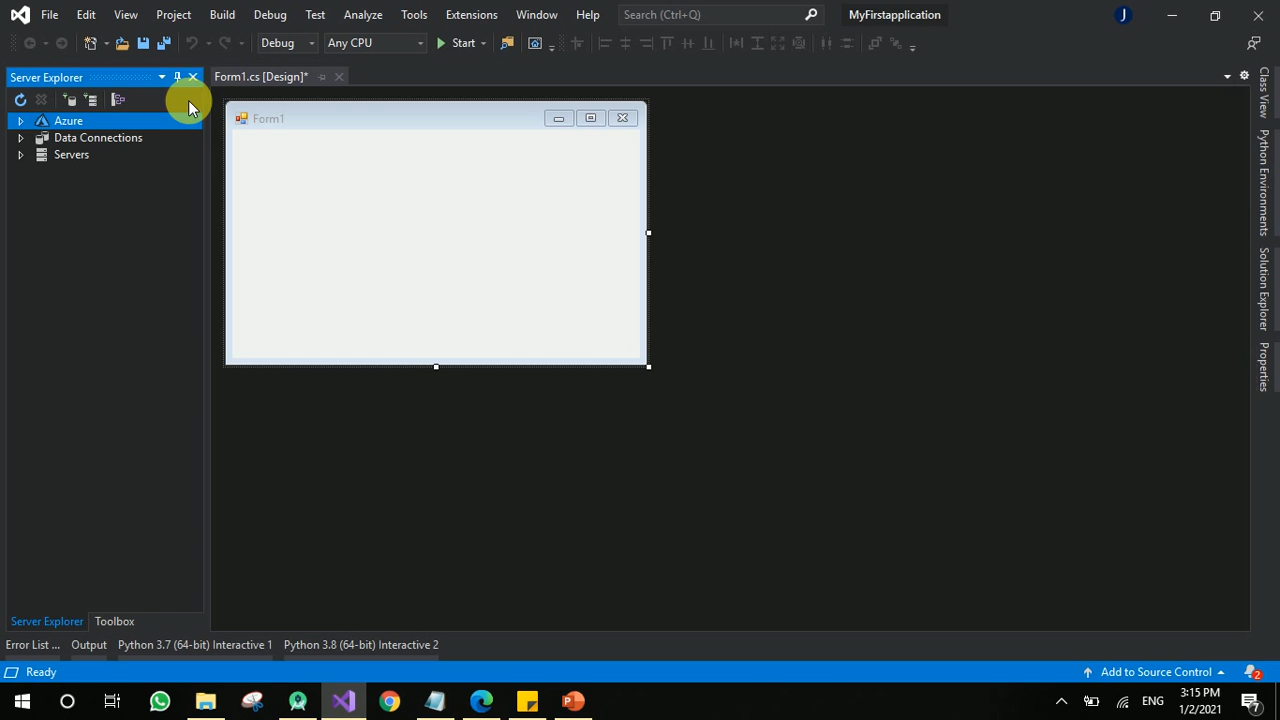 File Edit View Project Build Debug Test Analyze Tools Extensions Window Help Search (Ctrl+Q) MyFirstapplication J
Debug Any CPU Start
Server Explorer Form1.cs [Design]*
Form1
Azure
Data Connections
Servers
Class View
Python Environments
Solution Explorer
Properties
Server Explorer Toolbox
Error List ... Output Python 3.7 (64-bit) Interactive 1 Python 3.8 (64-bit) Interactive 2
Ready Add to Source Control 2
ENG 3:15 PM
1/2/2021 7